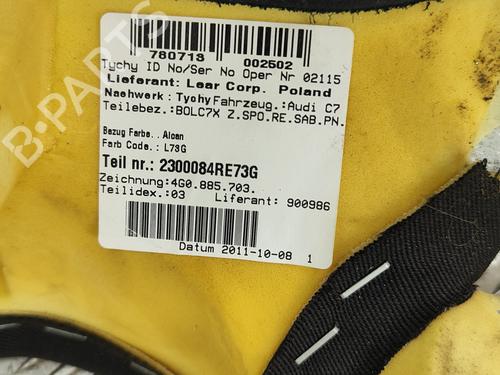 780713 002502
Tychy ID No/Ser No Oper Nr 02115
Lieferant: Lear Corp. Poland
Naehwerk : Tychy Fahrzeug.:Audi C7
Teilebez.:BOLC7X Z.SPO.RE.SAB.PN.
Bezug Farbe.. Alcan
Farb Code.: L73G
Teil nr.: 2300084RE73G
Zeichnung:4G0.885.703.
Teilidex.:03 Liferant: 900986
Datum 2011-10-08 1
B-PARTS